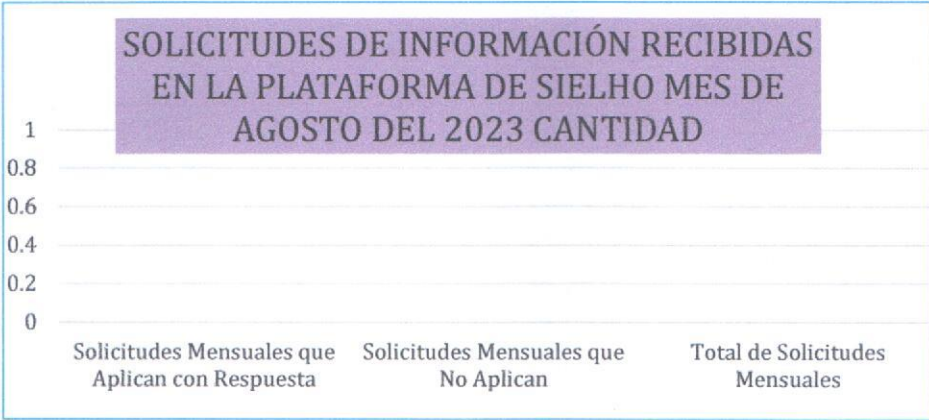 SOLICITUDES DE INFORMACIÓN RECIBIDAS
EN LA PLATAFORMA DE SIELHO MES DE
AGOSTO DEL 2023 CANTIDAD
1
0.8
0.6
0.4
0.2
0
Solicitudes Mensuales que
Aplican con Respuesta
Solicitudes Mensuales que
No Aplican
Total de Solicitudes
Mensuales